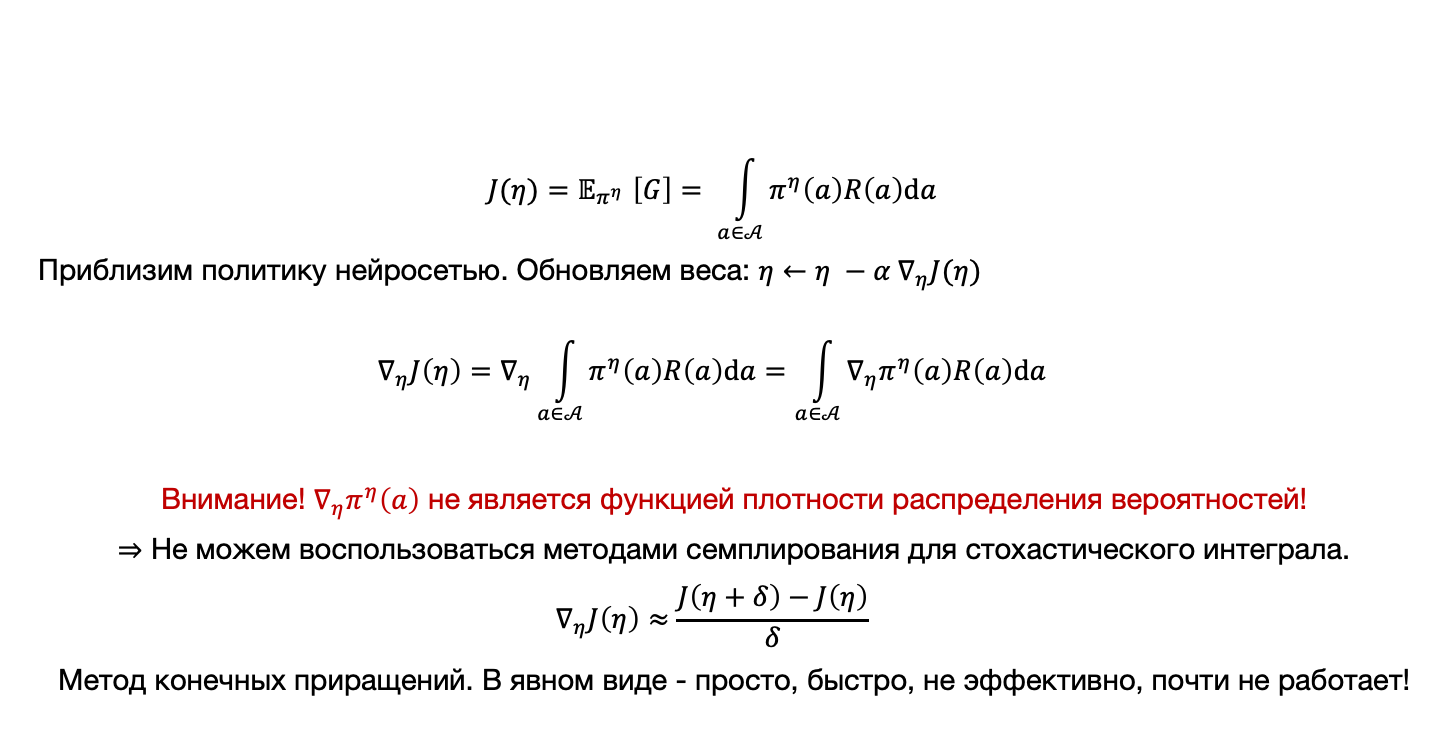 J(η) = 𝔼_{π^η} [G] = ∫_{a∈𝒜} π^η(a)R(a)da
Приблизим политику нейросетью. Обновляем веса: η ← η − α ∇_η J(η)
∇_η J(η) = ∇_η ∫_{a∈𝒜} π^η(a)R(a)da = ∫_{a∈𝒜} ∇_η π^η(a)R(a)da
Внимание! ∇_η π^η(a) не является функцией плотности распределения вероятностей!
⇒ Не можем воспользоваться методами семплирования для стохастического интеграла.
∇_η J(η) ≈ (J(η + δ) − J(η)) / δ
Метод конечных приращений. В явном виде - просто, быстро, не эффективно, почти не работает!